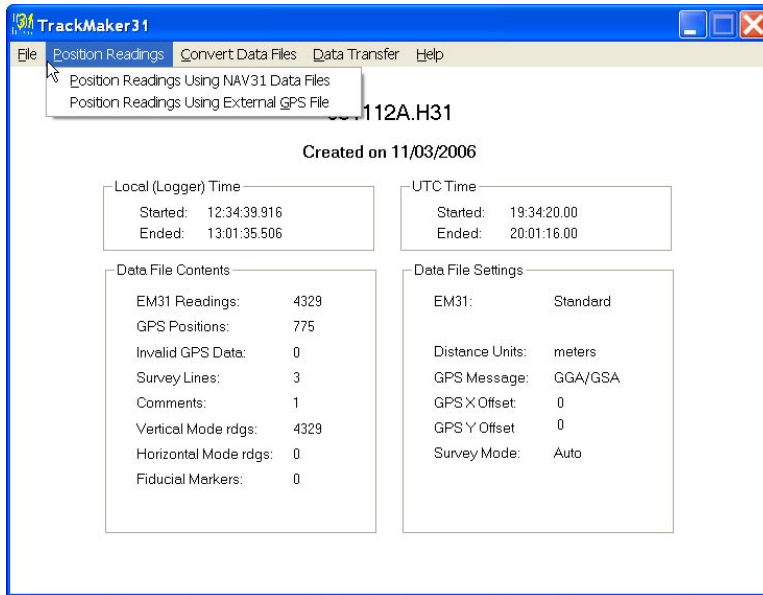 TrackMaker31
File Position Readings Convert Data Files Data Transfer Help
Position Readings Using NAV31 Data Files
Position Readings Using External GPS File
112A.H31
Created on 11/03/2006
Local (Logger) Time
Started: 12:34:39.916
Ended: 13:01:35.506
UTC Time
Started: 19:34:20.00
Ended: 20:01:16.00
Data File Contents
EM31 Readings: 4329
GPS Positions: 775
Invalid GPS Data: 0
Survey Lines: 3
Comments: 1
Vertical Mode rdgs: 4329
Horizontal Mode rdgs: 0
Fiducial Markers: 0
Data File Settings
EM31: Standard
Distance Units: meters
GPS Message: GGA/GSA
GPS X Offset: 0
GPS Y Offset 0
Survey Mode: Auto